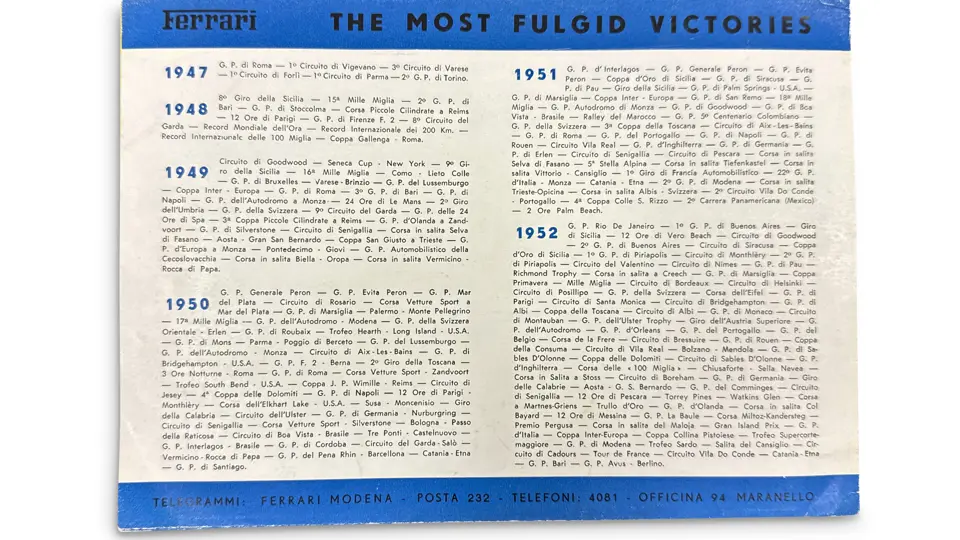 Ferrari THE MOST FULGID VICTORIES
1947 G. P. di Roma — 1º Circuito di Vigevano — 3º Circuito di Varese
— 1º Circuito di Forlì — 1º Circuito di Parma — 2º G. P. di Torino.
1948 8º Giro della Sicilia — 15ª Mille Miglia — 2º G. P. di
Bari — G. P. di Stoccolma — Corsa Piccole Cilindrate a Reims
— 12 Ore di Parigi — G. P. di Firenze F. 2 — 8º Circuito del
Garda — Record Mondiale dell'Ora — Record Internazionale dei 200 Km. —
Record Internazionale delle 100 Miglia — Coppa Gallenga - Roma.
1949 Circuito di Goodwood — Seneca Cup - New York — 9º Gi-
ro della Sicilia — 16ª Mille Miglia — Como - Lieto Colle
— G. P. di Bruxelles — Varese - Brinzio — G. P. del Lussemburgo
— Coppa Inter - Europa — G. P. di Roma — 3º G. P. di Bari — G. P. di
Napoli — G. P. dell'Autodromo a Monza — 24 Ore di Le Mans — 2º Giro
dell'Umbria — G. P. della Svizzera — 9º Circuito del Garda — G. P. delle 24
Ore di Spa — 3ª Coppa Piccole Cilindrate a Reims — G. P. d'Olanda a Zand-
voort — G. P. di Silverstone — Circuito di Senigallia — Corsa in salita Selva
di Fasano — Aosta - Gran San Bernardo — Coppa San Giusto a Trieste — G.
P. d'Europa a Monza — Pontedecimo - Giovi — G. P. Automobilistico della
Cecoslovacchia — Corsa in salita Biella - Oropa — Corsa in salita Vermicino -
Rocca di Papa.
1950 G. P. Generale Peron — G. P. Evita Peron — G. P. Mar
del Plata — Circuito di Rosario — Corsa Vetture Sport a
Mar del Plata — G. P. di Marsiglia — Palermo - Monte Pellegrino
— 17ª Mille Miglia — G. P. dell'Autodromo - Modena — G. P. della Svizzera
Orientale - Erlen — G. P. di Roubaix — Trofeo Hearth - Long Island - U.S.A.
— G. P. di Mons — Parma - Poggio di Berceto — G. P. del Lussemburgo —
G. P. dell'Autodromo - Monza — Circuito di Aix-Les-Bains — G. P. di
Bridgehampton - U.S.A. — G. P. F. 2 - Berna — 2º Giro della Toscana —
3 Ore Notturne - Roma — G. P. di Roma — Corsa Vetture Sport - Zandvoort
— Trofeo South Bend - U.S.A. — Coppa J. P. Wimille - Reims — Circuito di
Jesey — 4ª Coppa delle Dolomiti — G. P. di Napoli — 12 Ore di Parigi -
Monthièry — Corsa dell'Elkhart Lake - U.S.A. — Susa - Moncenisio — Giro
della Calabria — Circuito dell'Ulster — G. P. di Germania - Nurburgring —
Circuito di Senigallia — Corsa Vetture Sport - Silverstone — Bologna - Passo
della Raticosa — Circuito di Boa Vista - Brasile — Tre Ponti - Castelnuovo —
G. P. Interlagos - Brasile — G. P. di Cordoba — Circuito del Garda-Salò —
Vermicino-Rocca di Papa — G. P. del Pena Rhin - Barcellona — Catania-Etna
— G. P. di Santiago.
1951 G. P. d'Interlagos — G. P. Generale Peron — G. P. Evita
Peron — Coppa d'Oro di Sicilia — G. P. di Siracusa — G.
P. di Pau — Giro della Sicilia — G. P. di Palm Springs - U.S.A. —
G. P. di Marsiglia — Coppa Inter - Europa — G. P. di San Remo — 18ª Mille
Miglia — G. P. Autodromo di Monza — G. P. di Goodwood — G. P. di Boa
Vista - Brasile — Ralley del Marocco — G. P. 5º Centenario Colombiano —
G. P. della Svizzera — 3ª Coppa della Toscana — Circuito di Aix-Les-Bains
— G. P. di Roma — G. P. del Portogallo — G. P. di Napoli — G. P. di
Rouen — Circuito Vila Real — G. P. d'Inghilterra — G. P. di Germania — G.
P. di Erlen — Circuito di Senigallia — Circuito di Pescara — Corsa in salita
Selva di Fasano — 5ª Stella Alpina — Corsa in salita Tiefenkastel — Corsa in salita
Vittorio - Cansiglio — 1º Giro di Francia Automobilistico — 22º G. P.
d'Italia - Monza — Catania - Etna — 2º G. P. di Modena — Corsa in salita
Trieste-Opicina — Corsa in salita Albis - Svizzera — 2º Circuito Vila Do Conde
- Portogallo — 4ª Coppa Colle S. Rizzo — 2º Carrera Panamericana (Mexico)
— 2 Ore Palm Beach.
1952 G. P. Rio De Janeiro — 1º G. P. di Buenos Aires — Giro
di Sicilia — 12 Ore di Vero Beach — Circuito di Goodwood
— 2º G. P. di Buenos Aires — Circuito di Siracusa — Coppa
d'Oro di Sicilia — 1º G. P. di Piriapolis — Circuito di Monthièry — 2º G. P.
di Piriapolis — Circuito del Valentino — Circuito di Nimes — G. P. di Pau —
Richmond Trophy — Corsa in salita a Creech — G. P. di Marsiglia — Coppa
Primavera — Mille Miglia — Circuito di Bordeaux — Circuito di Helsinki —
Circuito di Posillipo — G. P. della Svizzera — Corsa dell'Eifel — G. P. di
Parigi — Circuito di Santa Monica — Circuito di Bridgehampton — G. P. di
Albi — Coppa della Toscana — Circuito di Albi — G. P. di Monaco — Circuito
di Montauban — G. P. dell'Ulster Trophy — Giro dell'Austria Superiore — G.
P. dell'Autodromo — G. P. d'Orleans — G. P. del Portogallo — G. P. del
Belgio — Corsa de la Frere — Circuito di Bressuire — G. P. di Rouen — Coppa
della Consuma — Circuito di Vila Real — Bolzano - Mendola — G. P. di Sa-
bles D'Olonne — Coppa delle Dolomiti — Circuito di Sables D'Olonne — G. P.
d'Inghilterra — Corsa delle «100 Miglia» — Chiusaforte - Sella Nevea —
Corsa in Salita a Stoss — Circuito di Boreham — G. P. di Germania — Giro
delle Calabrie — Aosta - G. S. Bernardo — G. P. del Comminges — Circuito
di Senigallia — 12 Ore di Pescara — Torrey Pines — Watkins Glen — Corsa a
Martnes-Griens — Trullo d'Oro — G. P. d'Olanda — Corsa in salita Col
Bayard — 12 Ore di Messina — G. P. La Baule — Corsa Miltoz-Kandersteg —
Premio Pergusa — Corsa in salita del Maloja — Gran Island Prix — G. P.
d'Italia — Coppa Inter-Europa — Coppa Collina Pistoiese — Trofeo Supercorte-
maggiore — G. P. di Modena — Trofeo Sardo — Salita del Cansiglio — Cir-
cuito di Cadours — Tour de France — Circuito Vila Do Conde — Catania-Etna
— G. P. Bari — G. P. Avus - Berlino.
TELEGRAMMI: FERRARI MODENA - POSTA 232 - TELEFONI: 4081 - OFFICINA 94 MARANELLO